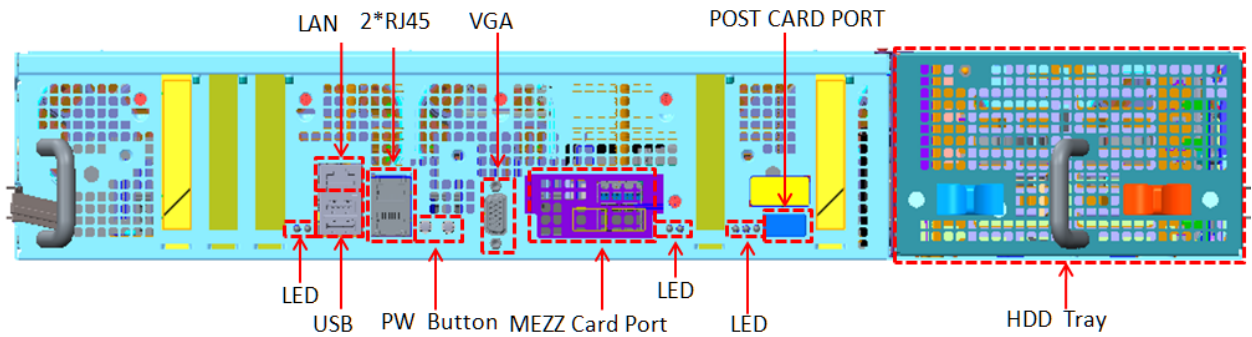 LAN
2*RJ45
VGA
POST CARD PORT
LED
USB
PW Button
MEZZ Card Port
LED
LED
HDD Tray